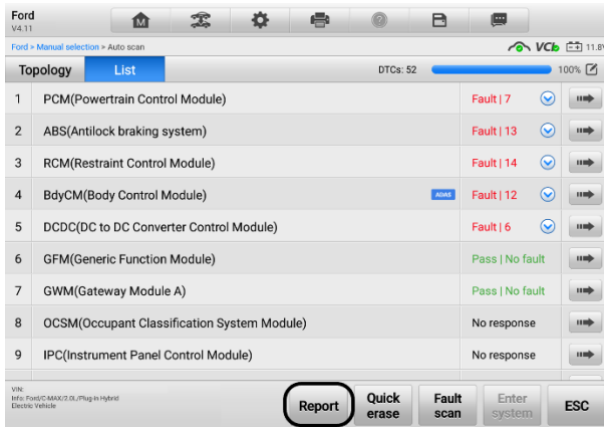 Ford
V4.11
Ford > Manual selection > Auto scan
VCI 11.8V
Topology List DTCs: 52 100%
1 PCM(Powertrain Control Module) Fault | 7
2 ABS(Antilock braking system) Fault | 13
3 RCM(Restraint Control Module) Fault | 14
4 BdyCM(Body Control Module) ADAS Fault | 12
5 DCDC(DC to DC Converter Control Module) Fault | 6
6 GFM(Generic Function Module) Pass | No fault
7 GWM(Gateway Module A) Pass | No fault
8 OCSM(Occupant Classification System Module) No response
9 IPC(Instrument Panel Control Module) No response
VIN:
Info: Ford/C-MAX/2.0L/Plug-in Hybrid
Electric Vehicle
Report Quick erase Fault scan Enter system ESC